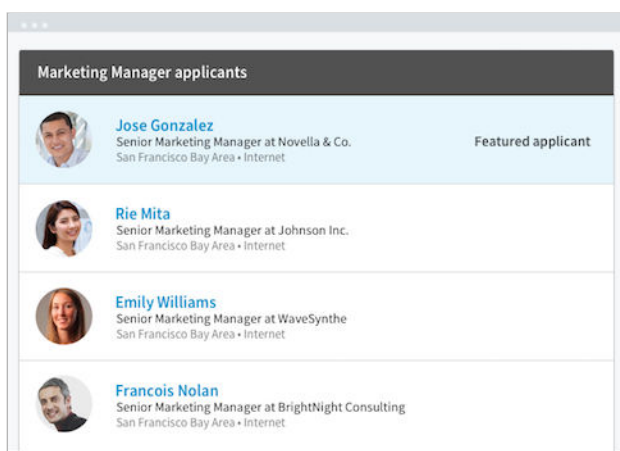 Marketing Manager applicants
Jose Gonzalez
Senior Marketing Manager at Novella & Co.
Featured applicant
San Francisco Bay Area • Internet
Rie Mita
Senior Marketing Manager at Johnson Inc.
San Francisco Bay Area • Internet
Emily Williams
Senior Marketing Manager at WaveSynthe
San Francisco Bay Area • Internet
Francois Nolan
Senior Marketing Manager at BrightNight Consulting
San Francisco Bay Area • Internet